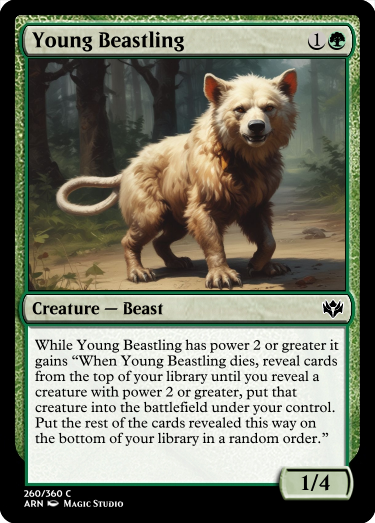 Young Beastling 1
Creature — Beast
While Young Beastling has power 2 or greater it
gains “When Young Beastling dies, reveal cards
from the top of your library until you reveal a
creature with power 2 or greater, put that
creature into the battlefield under your control.
Put the rest of the cards revealed this way on
the bottom of your library in a random order.”
1/4
260/360 C
ARN Magic Studio